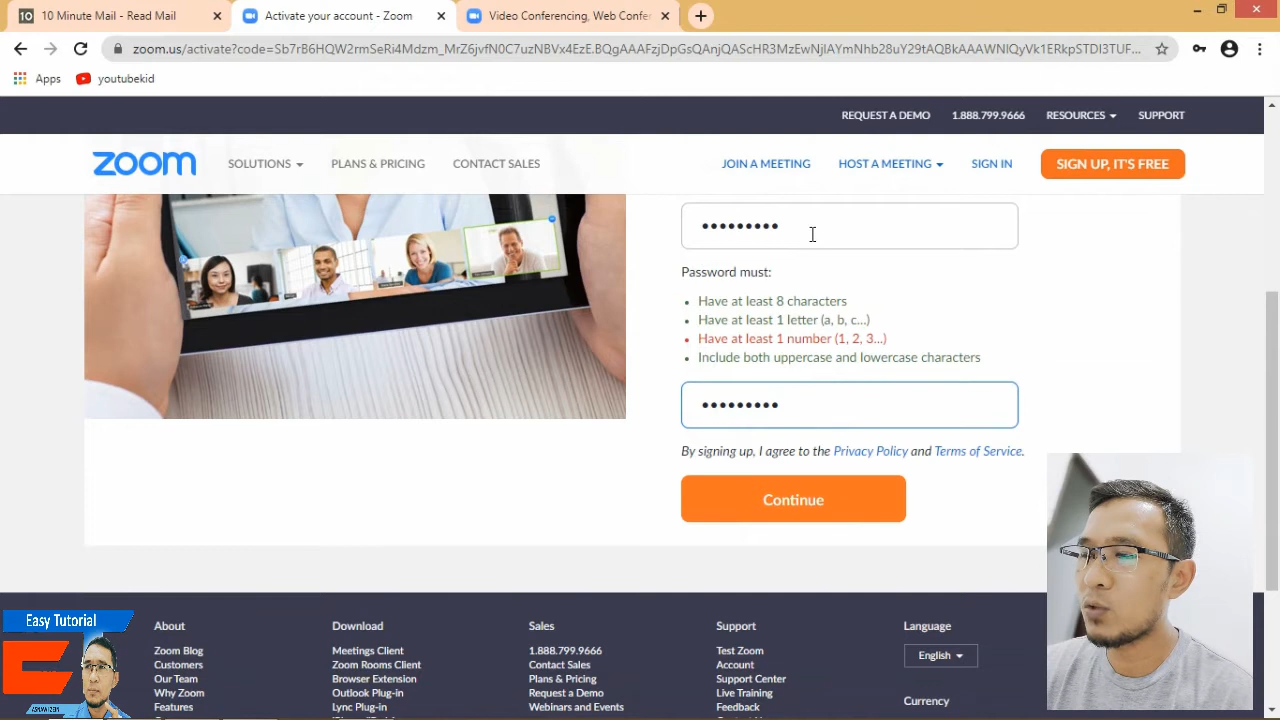 10 Minute Mail - Read Mail
Activate your account - Zoom
Video Conferencing, Web Confe
zoom.us/activate?code=Sb7rB6HQW2rmSeRi4Mdzm_MrZ6jvfN0C7uzNBVx4EzE.BQgAAAFzjDpGsQAnjQAScHR3MzEwNjlAYmNhb28uY29tAQBkAAAWNlQyVk1ERkpSTDI3TUF...
Apps
youtubekid
REQUEST A DEMO
1.888.799.9666
RESOURCES
SUPPORT
zoom
SOLUTIONS
PLANS & PRICING
CONTACT SALES
JOIN A MEETING
HOST A MEETING
SIGN IN
SIGN UP, IT'S FREE
Password must:
Have at least 8 characters
Have at least 1 letter (a, b, c...)
Have at least 1 number (1, 2, 3...)
Include both uppercase and lowercase characters
By signing up, I agree to the Privacy Policy and Terms of Service.
Continue
Easy Tutorial
About
Zoom Blog
Customers
Our Team
Why Zoom
Features
Download
Meetings Client
Zoom Rooms Client
Browser Extension
Outlook Plug-in
Lync Plug-in
Sales
1.888.799.9666
Contact Sales
Plans & Pricing
Request a Demo
Webinars and Events
Support
Test Zoom
Account
Support Center
Live Training
Feedback
Language
English
Currency